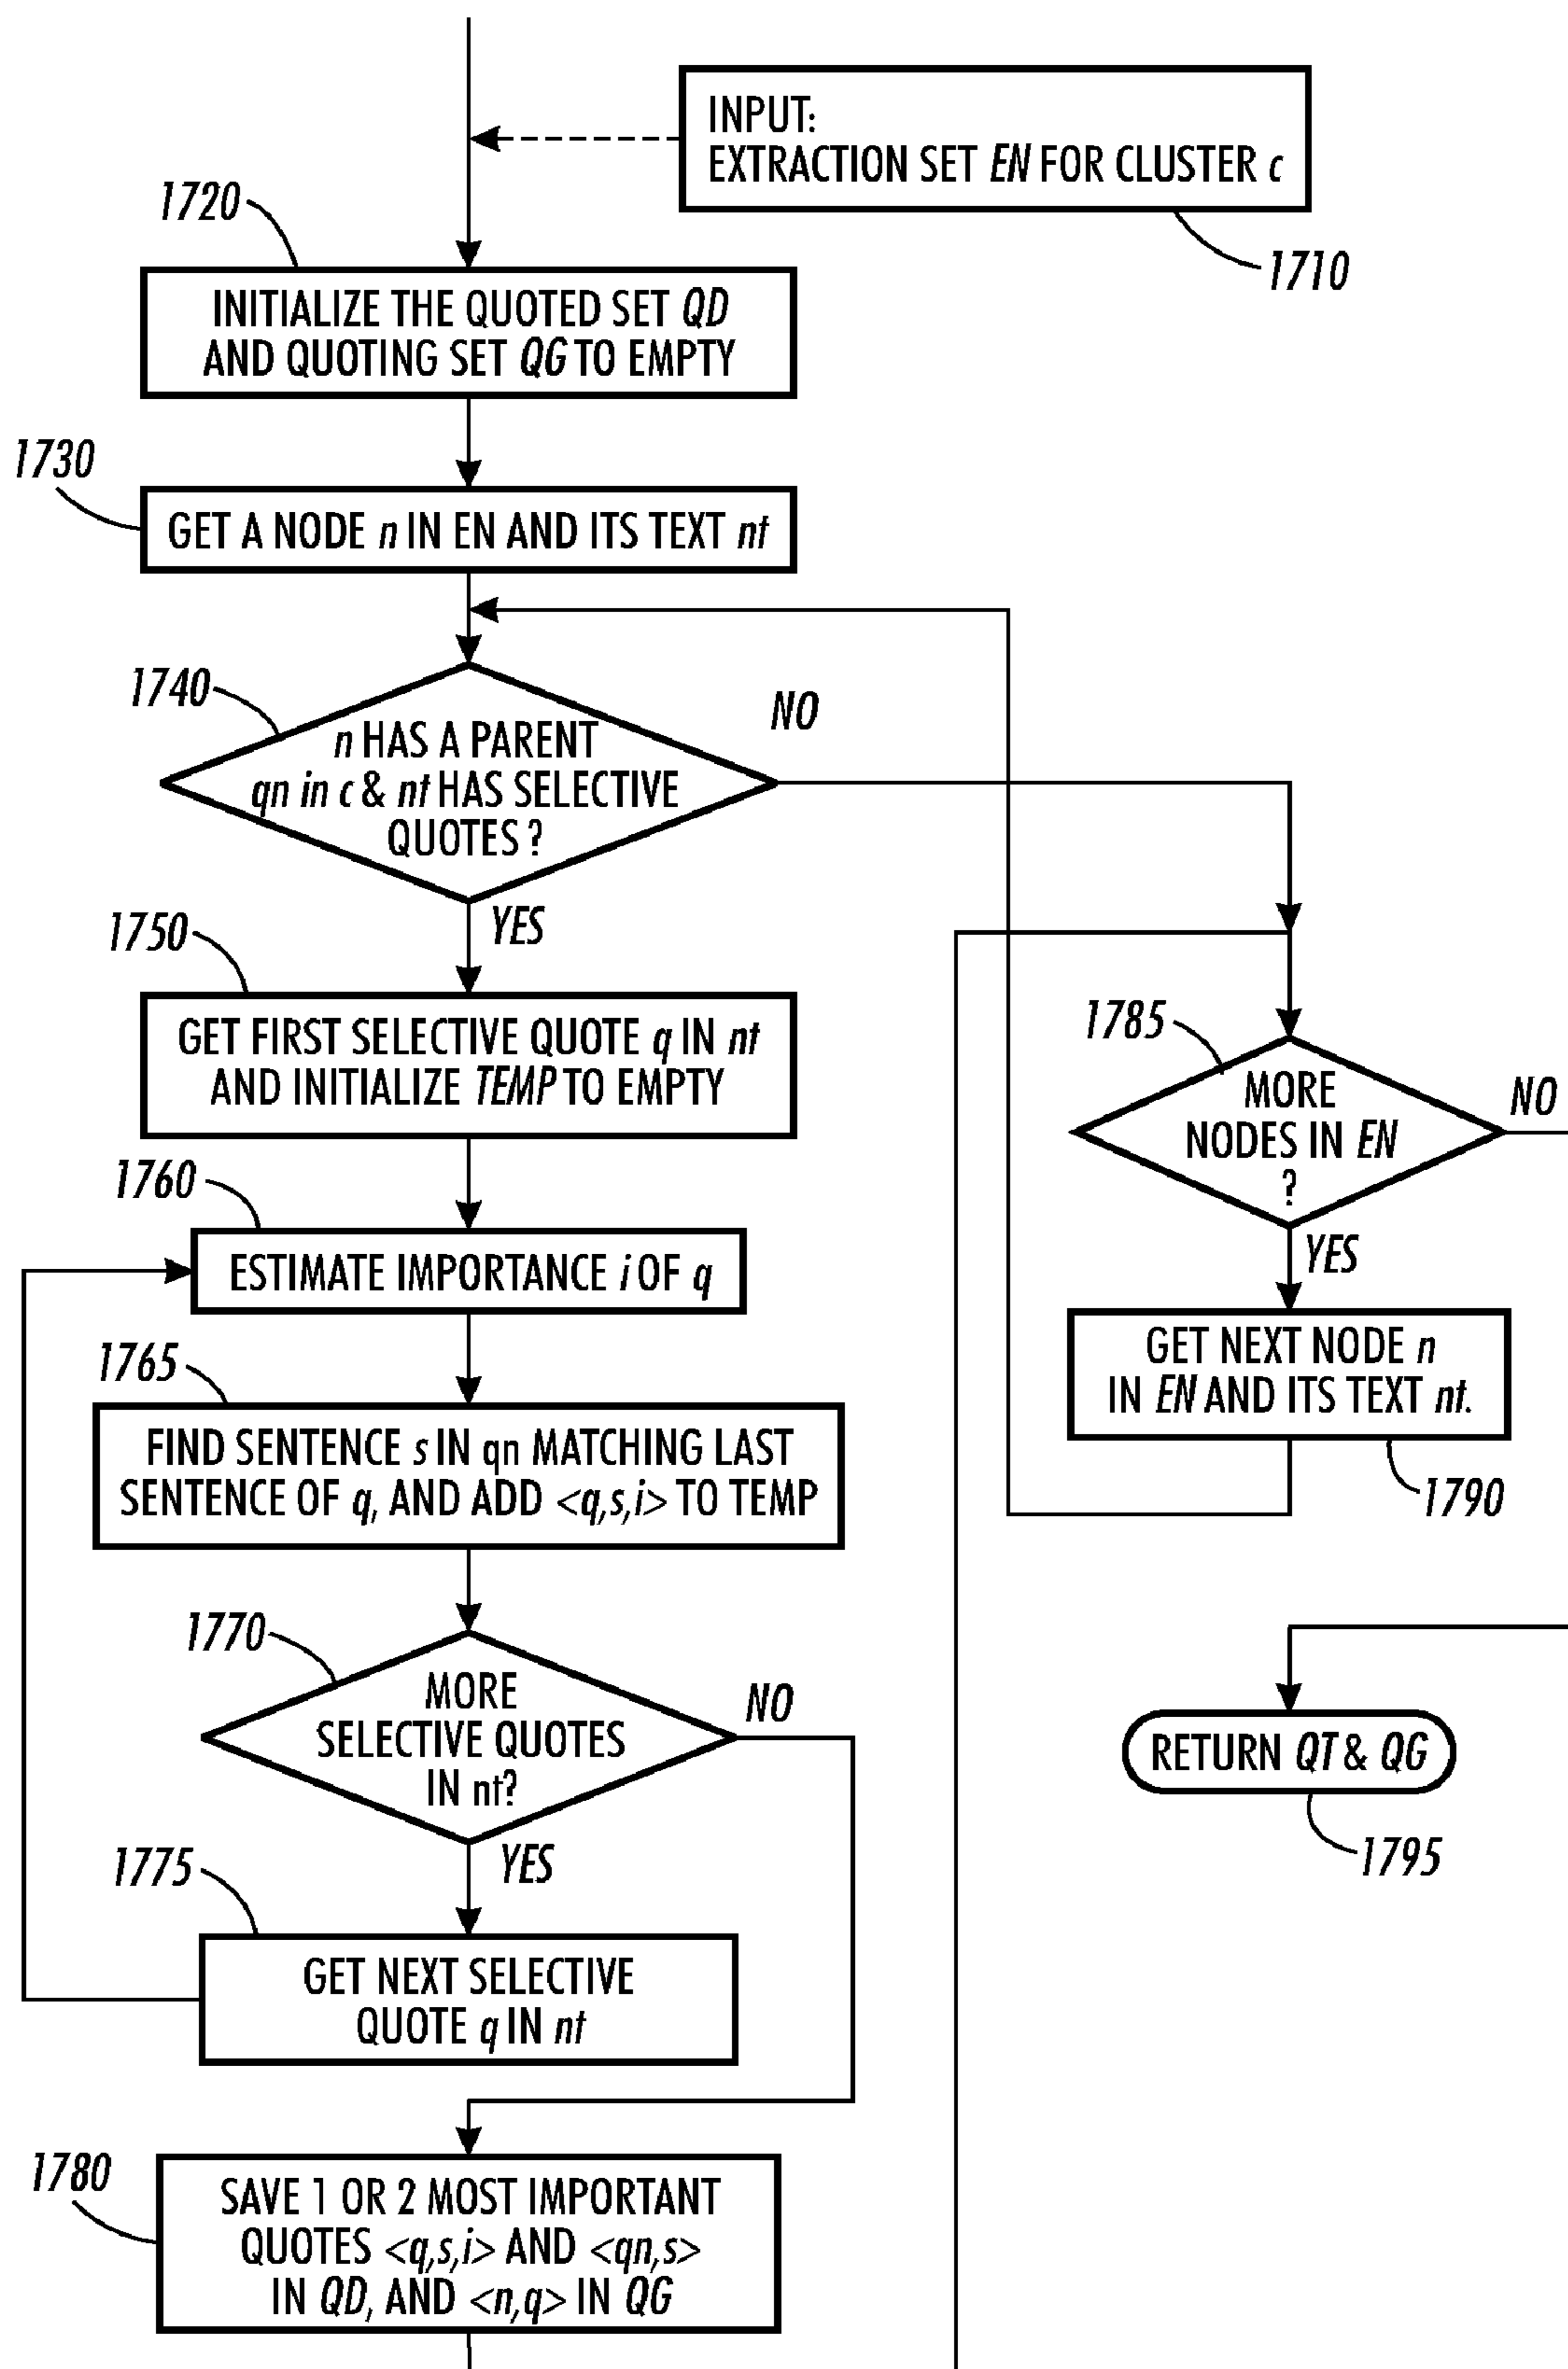 INPUT:
EXTRACTION SET EN FOR CLUSTER c
1710
1720
INITIALIZE THE QUOTED SET QD
AND QUOTING SET QG TO EMPTY
1730
GET A NODE n IN EN AND ITS TEXT nt
1740
n HAS A PARENT
qn in c & nt HAS SELECTIVE
QUOTES ?
NO
YES
1750
GET FIRST SELECTIVE QUOTE q IN nt
AND INITIALIZE TEMP TO EMPTY
1760
ESTIMATE IMPORTANCE i OF q
1765
FIND SENTENCE s IN qn MATCHING LAST
SENTENCE OF q, AND ADD <q,s,i> TO TEMP
1770
MORE
SELECTIVE QUOTES
IN nt?
NO
YES
1775
GET NEXT SELECTIVE
QUOTE q IN nt
1780
SAVE 1 OR 2 MOST IMPORTANT
QUOTES <q,s,i> AND <qn,s>
IN QD, AND <n,q> IN QG
1785
MORE
NODES IN EN
?
NO
YES
GET NEXT NODE n
IN EN AND ITS TEXT nt.
1790
RETURN QT & QG
1795